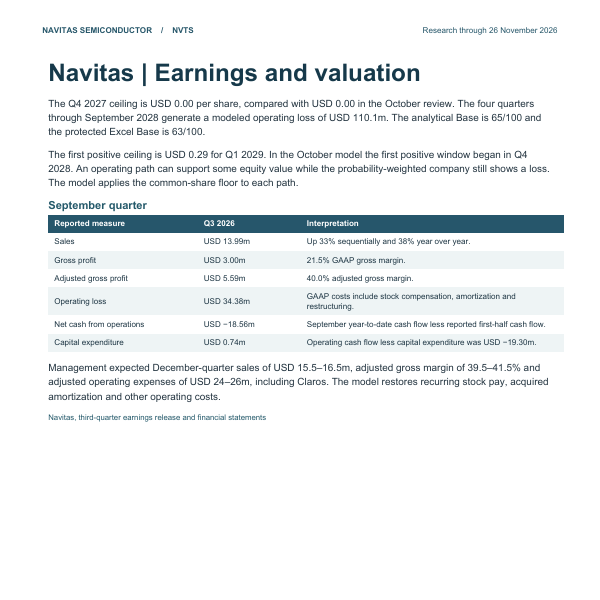 NAVITAS SEMICONDUCTOR / NVTS
Research through 26 November 2026
Navitas | Earnings and valuation
The Q4 2027 ceiling is USD 0.00 per share, compared with USD 0.00 in the October review. The four quarters
through September 2028 generate a modeled operating loss of USD 110.1m. The analytical Base is 65/100 and
the protected Excel Base is 63/100.
The first positive ceiling is USD 0.29 for Q1 2029. In the October model the first positive window began in Q4
2028. An operating path can support some equity value while the probability-weighted company still shows a loss.
The model applies the common-share floor to each path.
September quarter
Reported measure Q3 2026 Interpretation
Sales USD 13.99m Up 33% sequentially and 38% year over year.
Gross profit USD 3.00m 21.5% GAAP gross margin.
Adjusted gross profit USD 5.59m 40.0% adjusted gross margin.
Operating loss USD 34.38m GAAP costs include stock compensation, amortization and
restructuring.
Net cash from operations USD −18.56m September year-to-date cash flow less reported first-half cash flow.
Capital expenditure USD 0.74m Operating cash flow less capital expenditure was USD −19.30m.
Management expected December-quarter sales of USD 15.5–16.5m, adjusted gross margin of 39.5–41.5% and
adjusted operating expenses of USD 24–26m, including Claros. The model restores recurring stock pay, acquired
amortization and other operating costs.
Navitas, third-quarter earnings release and financial statements